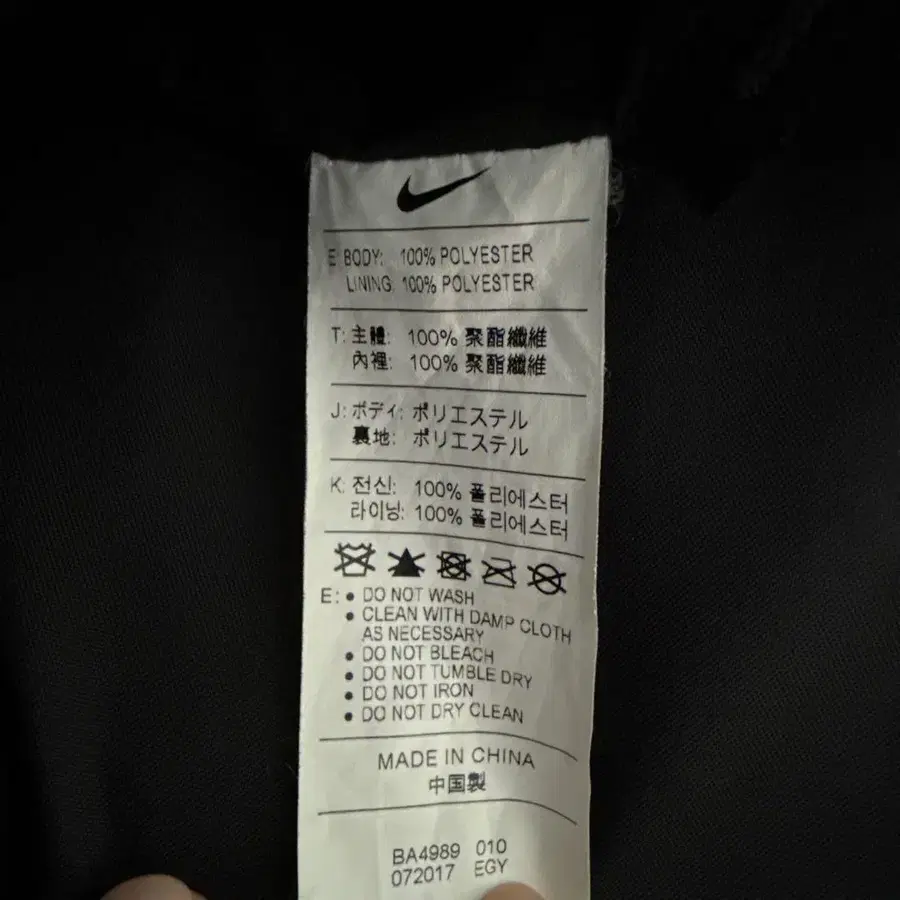 E: BODY: 100% POLYESTER
LINING: 100% POLYESTER
T: 主體: 100% 聚酯纖維
內裡: 100% 聚酯纖維
J: ボディ: ポリエステル
裏地: ポリエステル
K: 전신: 100% 폴리에스터
라이닝: 100% 폴리에스터
E: • DO NOT WASH
• CLEAN WITH DAMP CLOTH
AS NECESSARY
• DO NOT BLEACH
• DO NOT TUMBLE DRY
• DO NOT IRON
• DO NOT DRY CLEAN
MADE IN CHINA
中国製
BA4989 010
072017 EGY